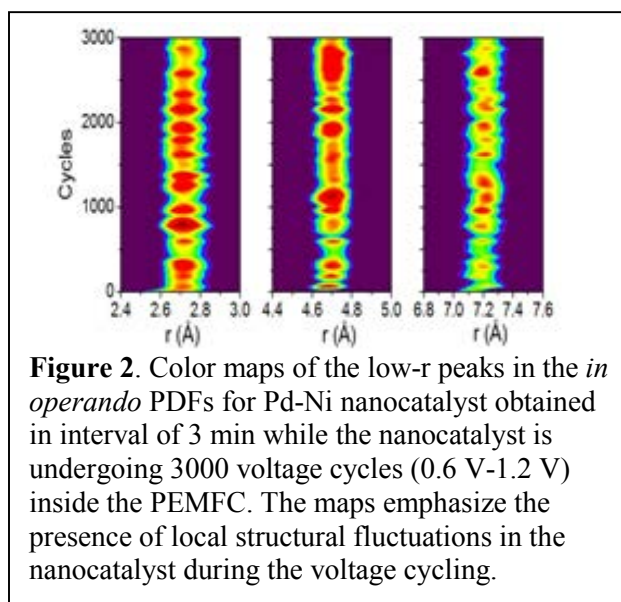 3000
2000
1000
0
Cycles
2.4 2.6 2.8 3.0
4.4 4.6 4.8 5.0
6.8 7.0 7.2 7.4 7.6
r (Å)
r (Å)
r (Å)
Figure 2. Color maps of the low-r peaks in the in
operando PDFs for Pd-Ni nanocatalyst obtained
in interval of 3 min while the nanocatalyst is
undergoing 3000 voltage cycles (0.6 V-1.2 V)
inside the PEMFC. The maps emphasize the
presence of local structural fluctuations in the
nanocatalyst during the voltage cycling.